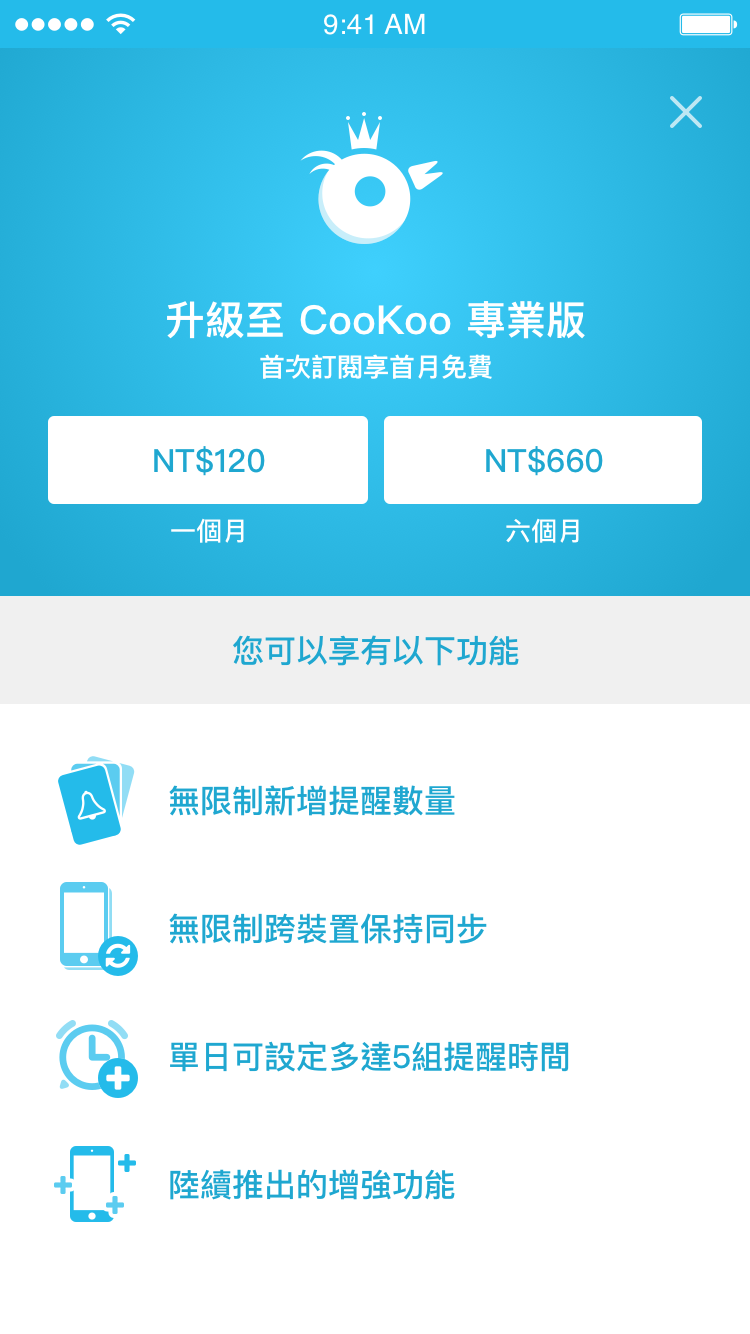 9:41 AM
升級至 CooKoo 專業版
首次訂閱享首月免費
NT$120
NT$660
一個月
六個月
您可以享有以下功能
無限制新增提醒數量
無限制跨裝置保持同步
單日可設定多達5組提醒時間
陸續推出的增強功能